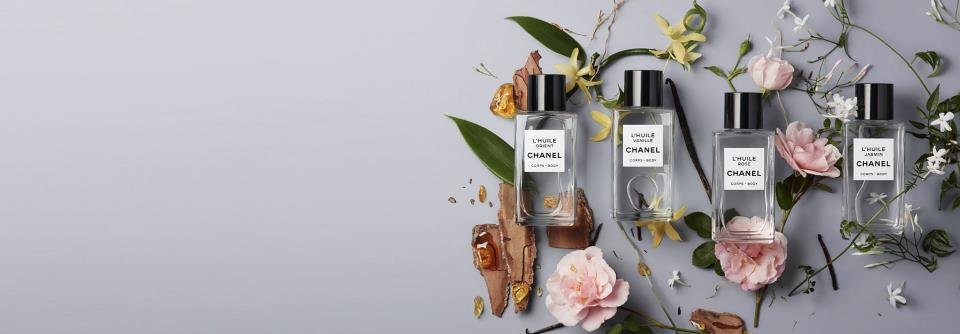 L'HUILE
ORIENT
CHANEL
CORPS - BODY
L'HUILE
VANILLE
CHANEL
CORPS - BODY
L'HUILE
ROSE
CHANEL
CORPS - BODY
L'HUILE
JASMIN
CHANEL
CORPS - BODY